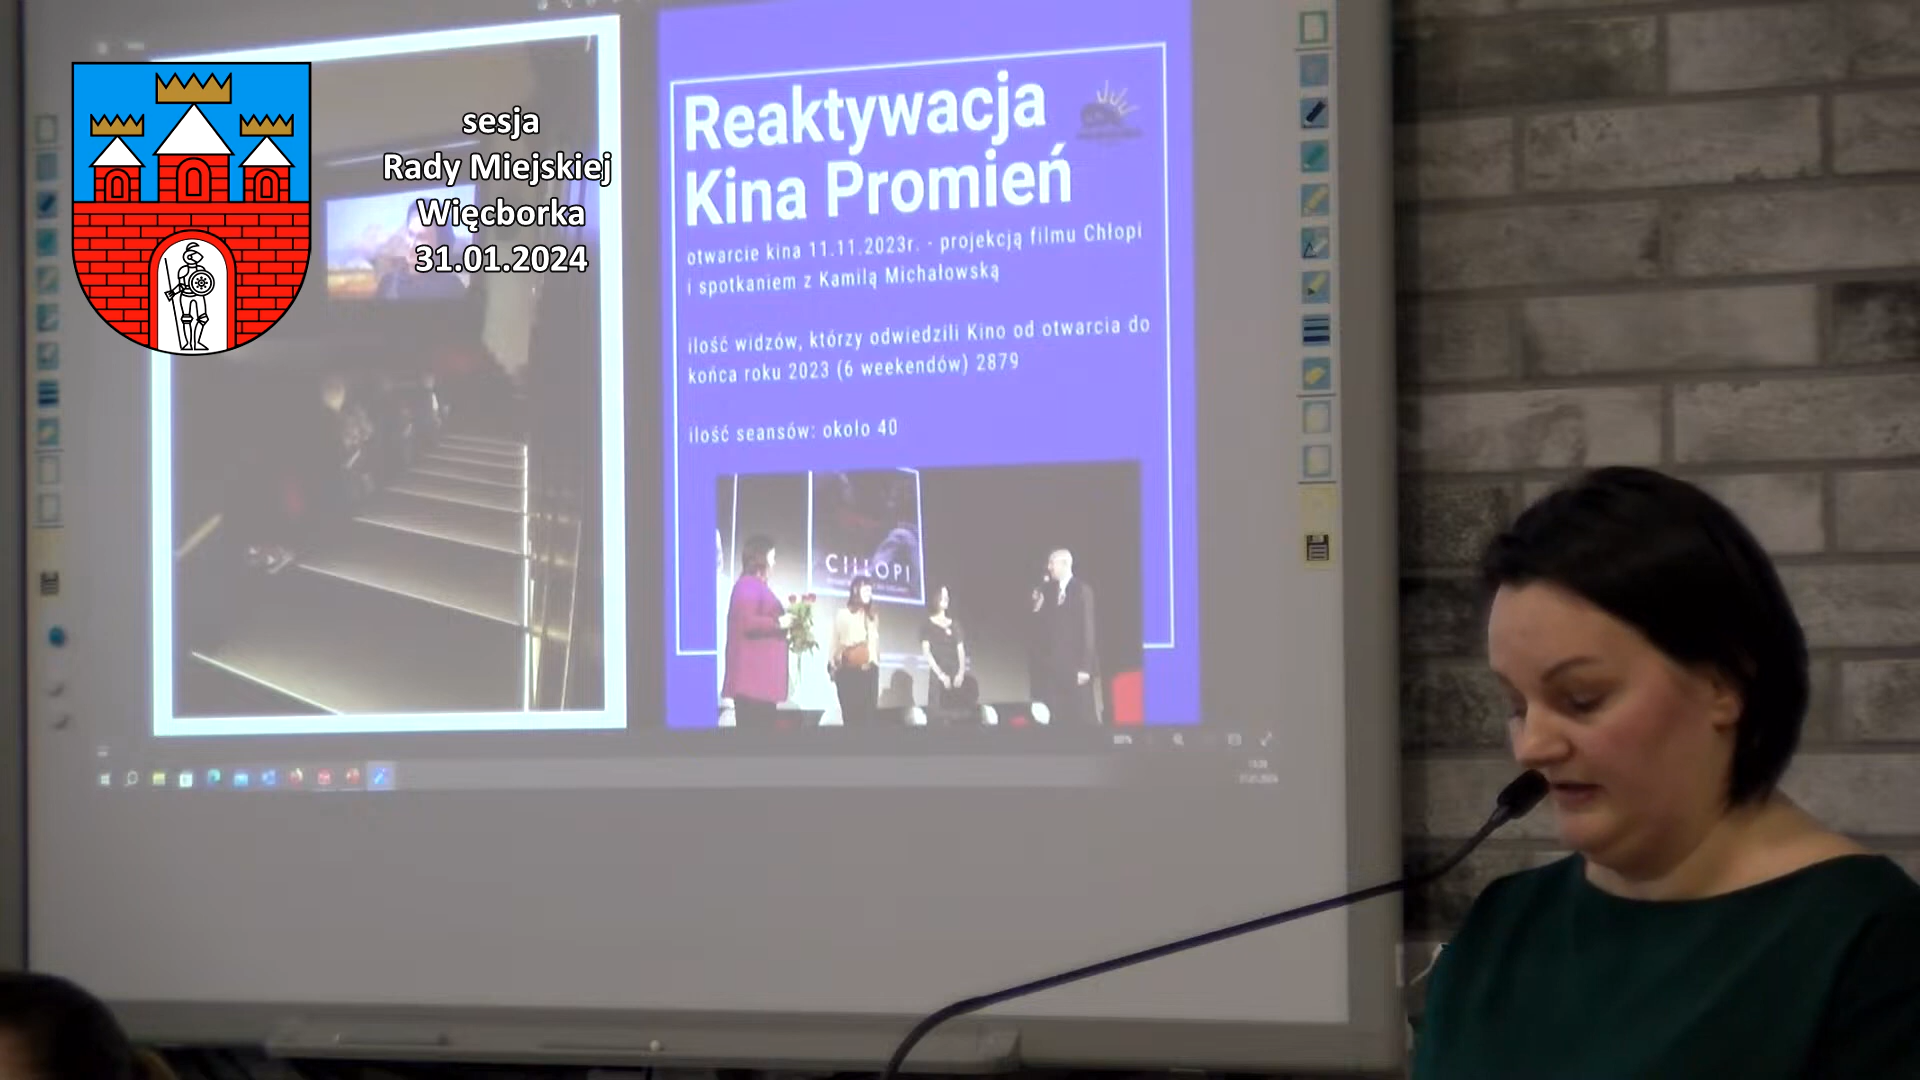 sesja
Rady Miejskiej
Więcborka
31.01.2024
Reaktywacja
Kina Promień
otwarcie kina 11.11.2023r. - projekcją filmu Chłopi
i spotkaniem z Kamilą Michałowską
ilość widzów, którzy odwiedzili Kino od otwarcia do
końca roku 2023 (6 weekendów) 2879
ilość seansów: około 40
CHŁOPI